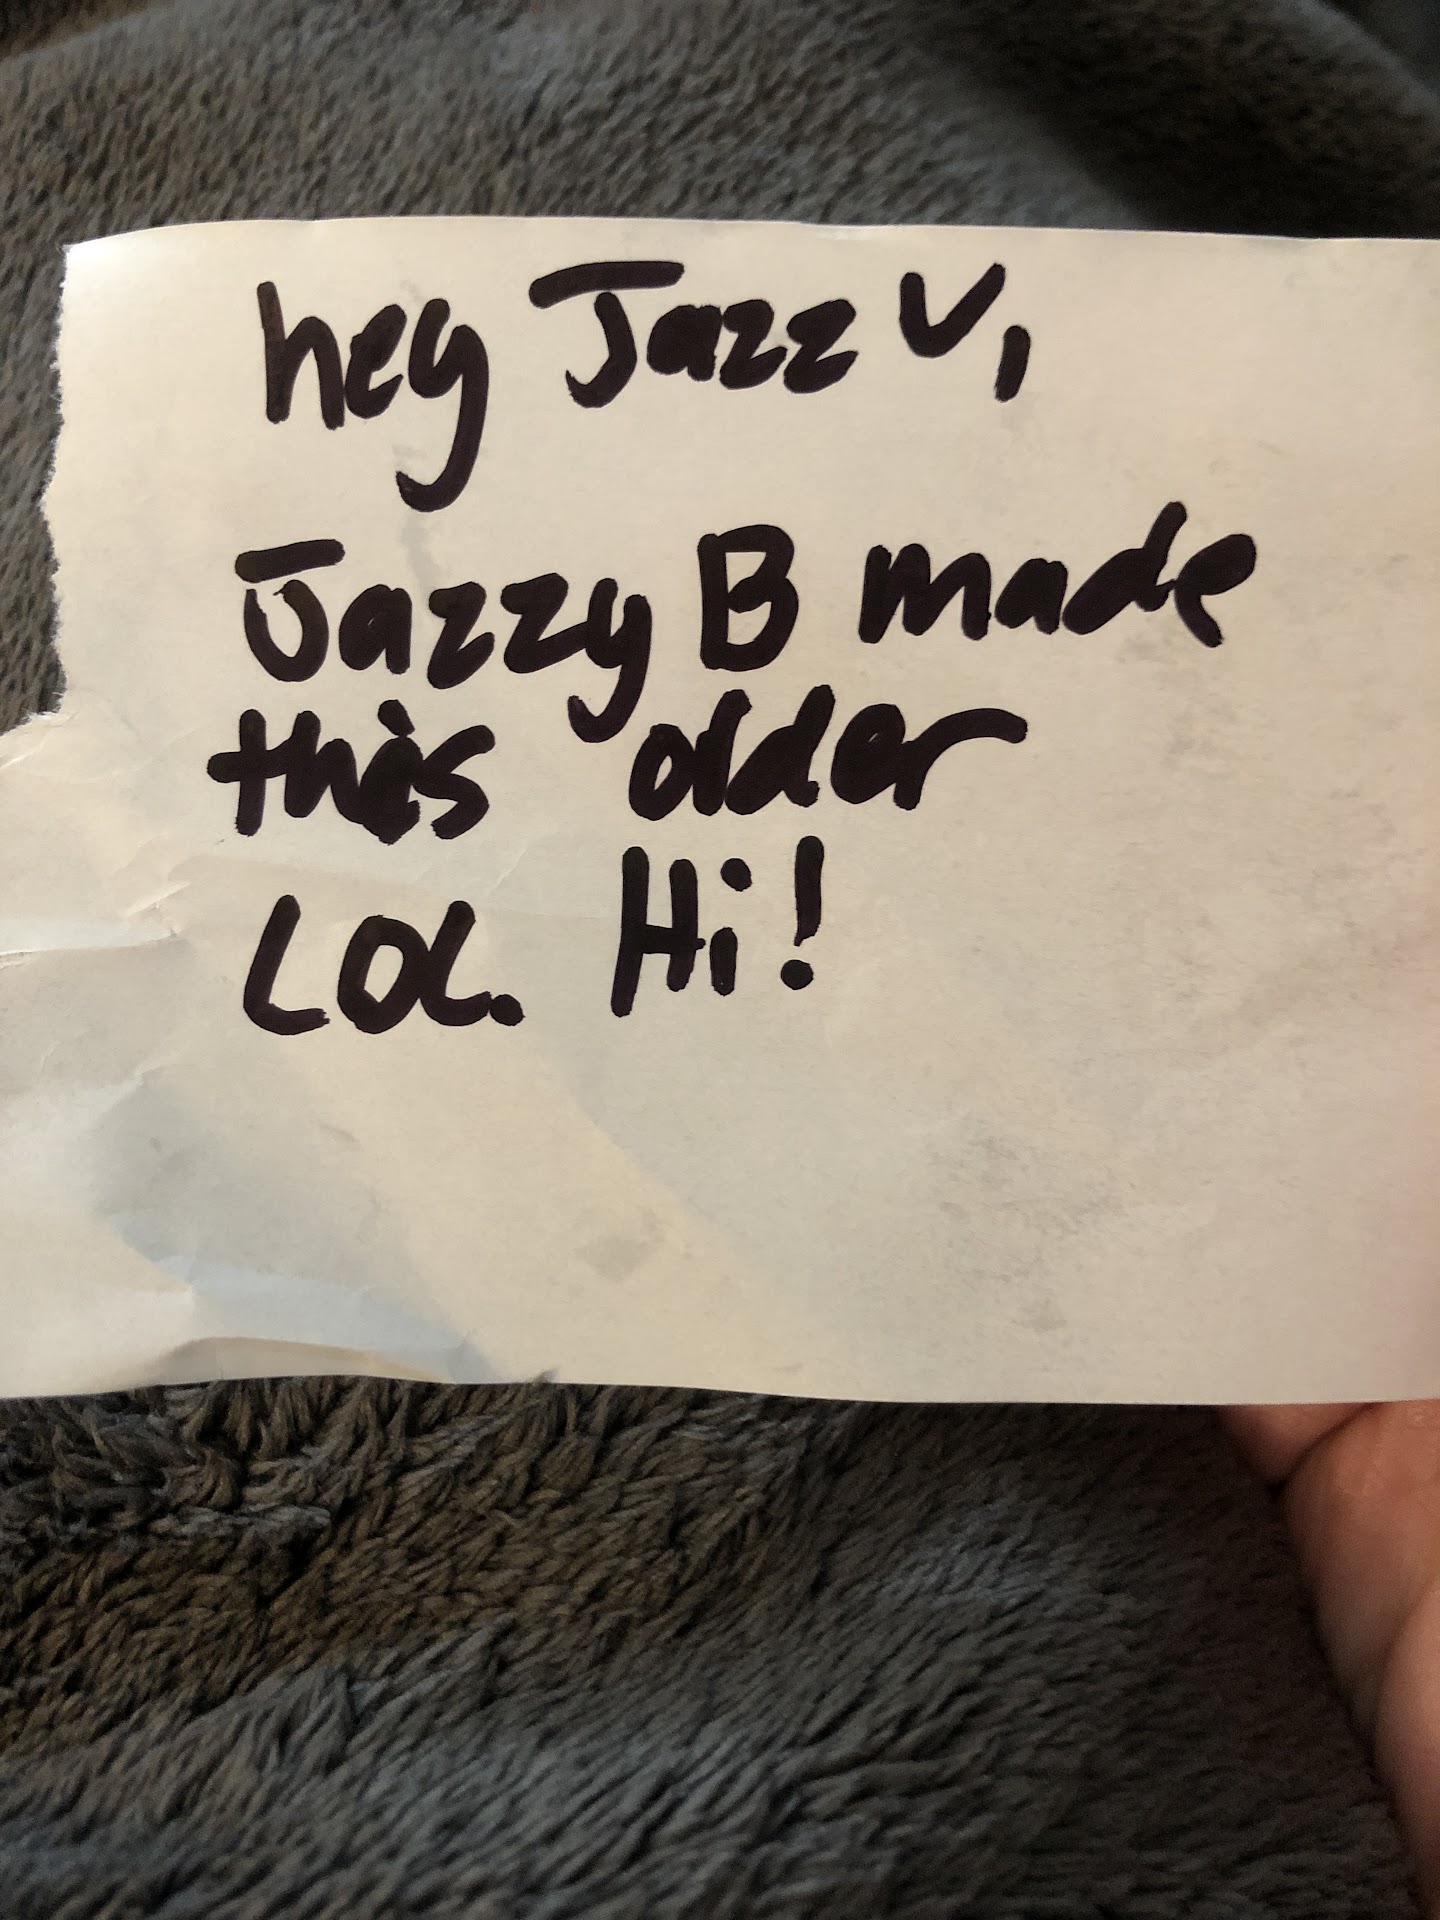 hey Jazz V,
Jazzy B made
this older
LOL. Hi!